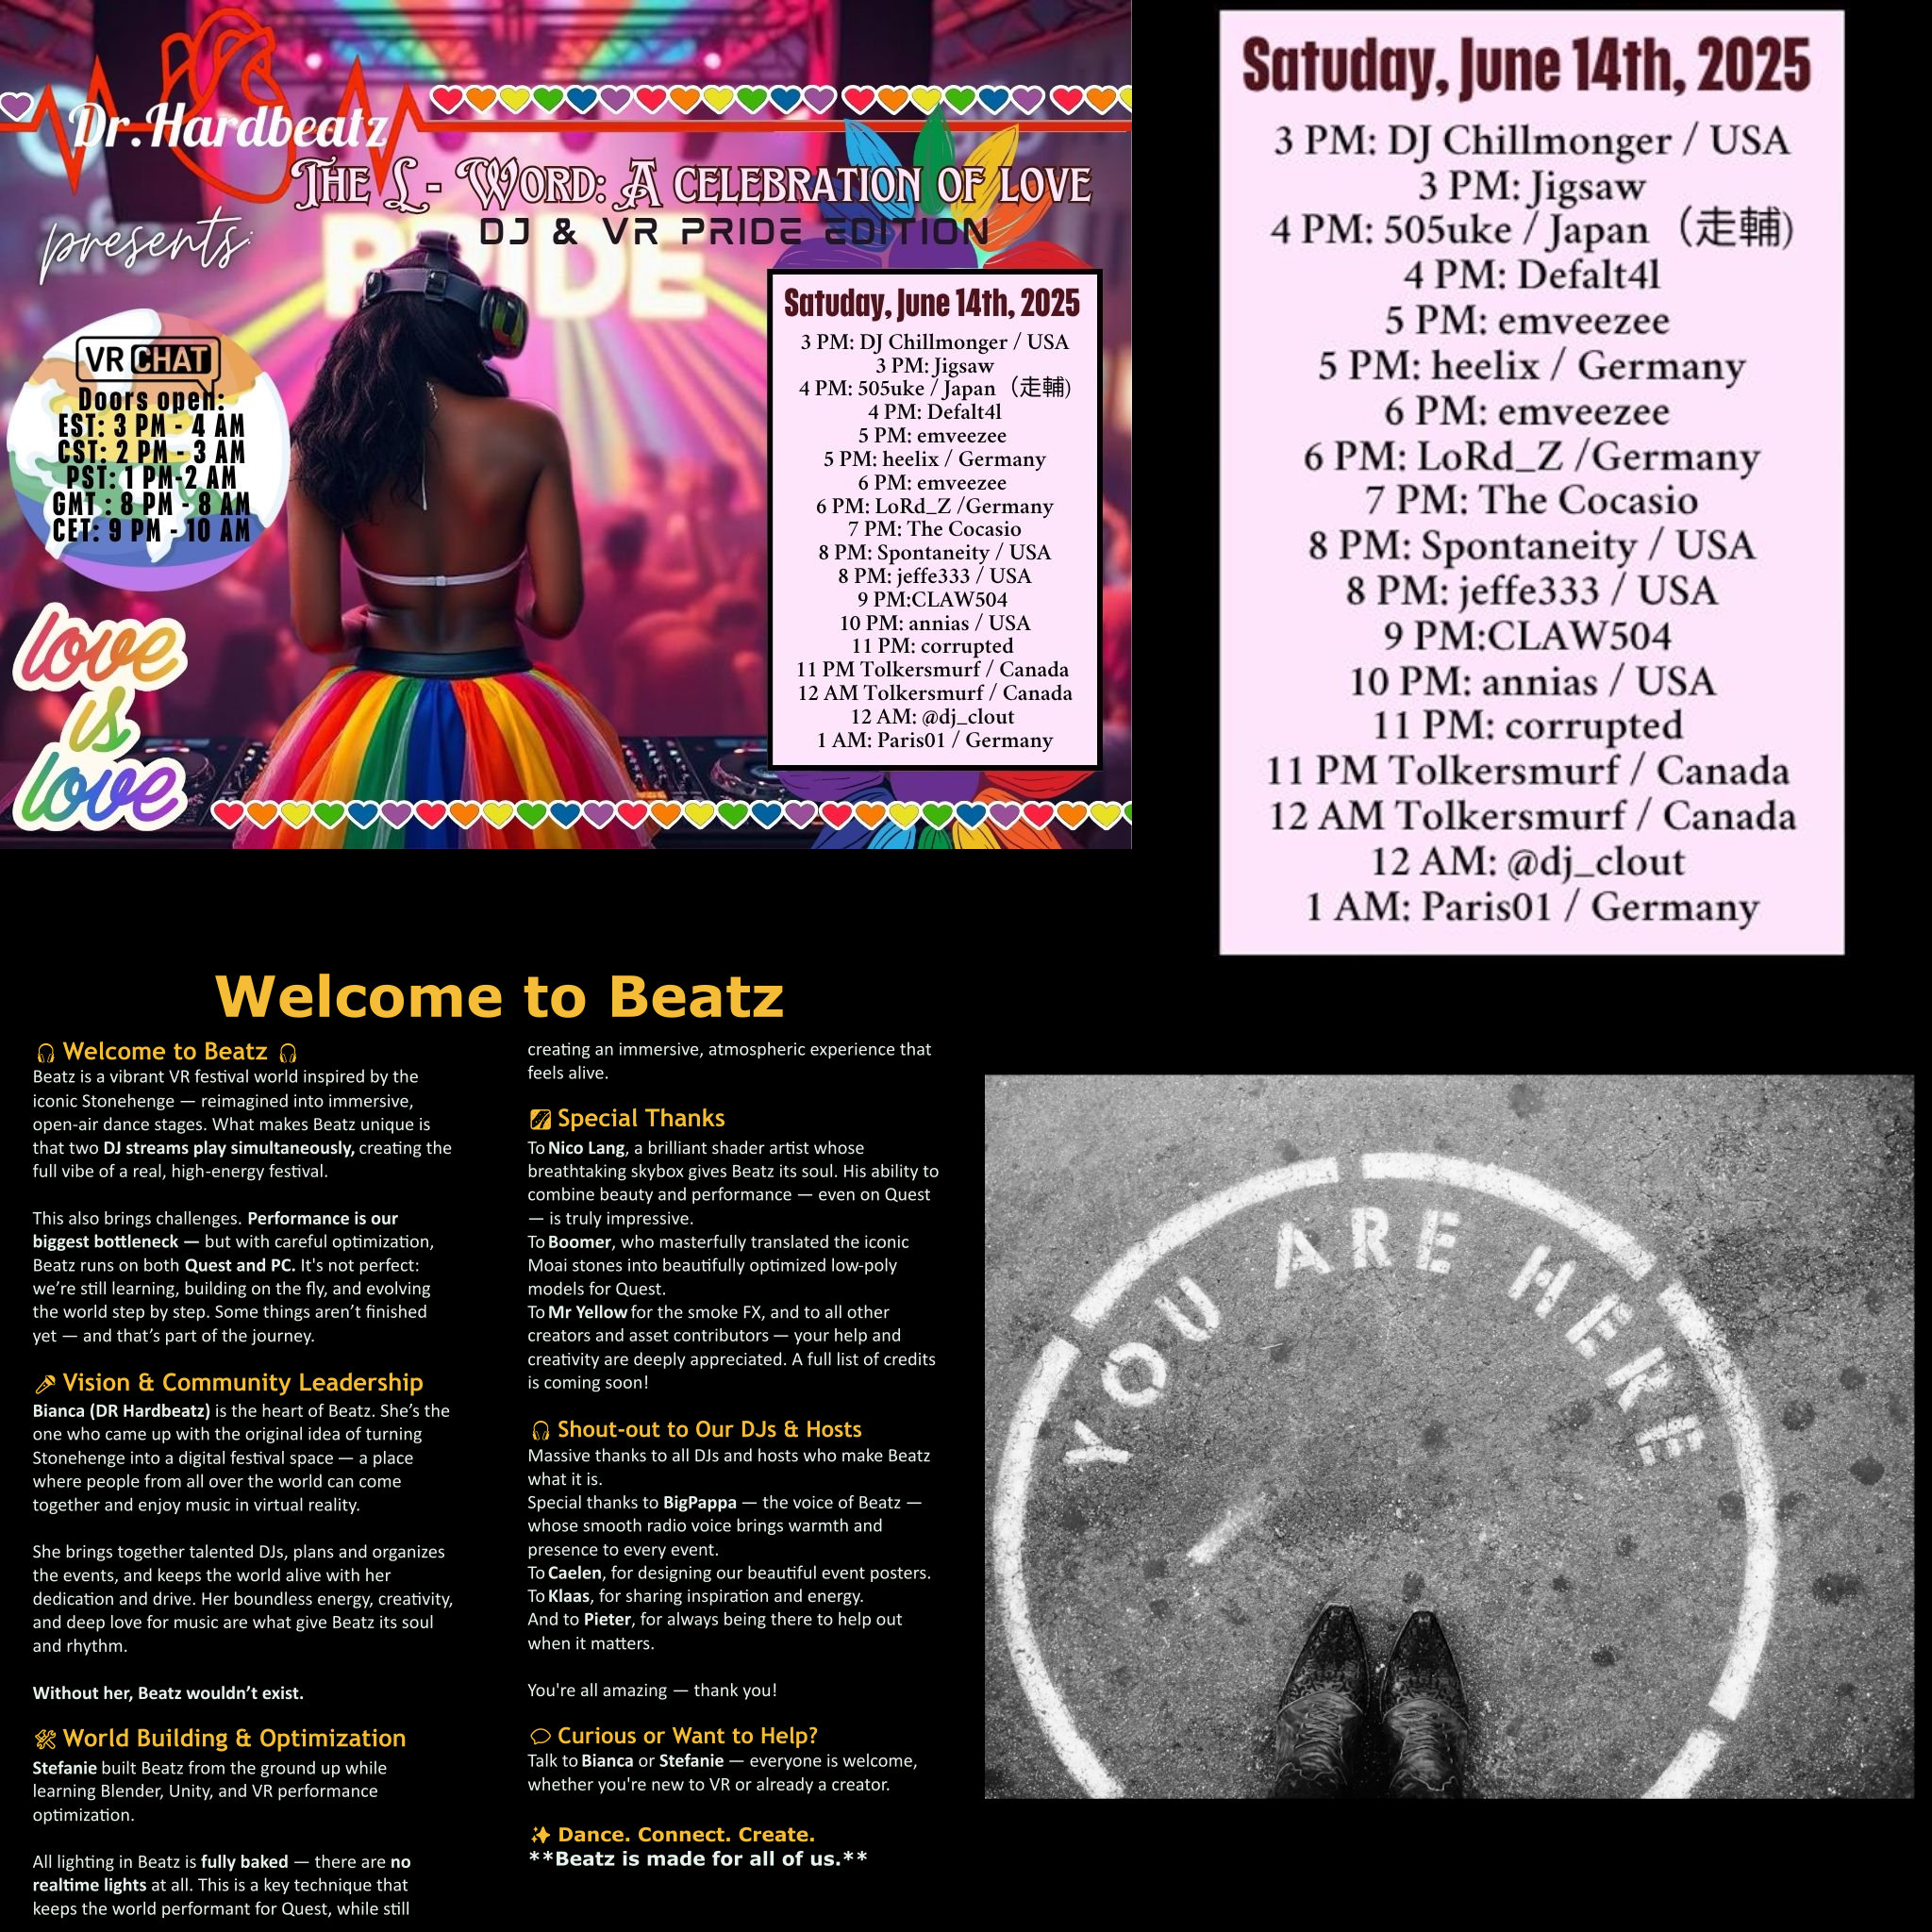 Dr. Hardbeatz
presents:
The L - Word: A celebration of love
DJ & VR PRIDE EDITION
PRIDE
VRCHAT
Doors open:
EST: 3 PM - 4 AM
CST: 2 PM - 3 AM
PST: 1 PM-2 AM
GMT : 8 PM - 8 AM
CET: 9 PM - 10 AM
love
is
love
Satuday, June 14th, 2025
3 PM: DJ Chillmonger / USA
3 PM: Jigsaw
4 PM: 505uke / Japan（走輔)
4 PM: Defalt4l
5 PM: emveezee
5 PM: heelix / Germany
6 PM: emveezee
6 PM: LoRd_Z /Germany
7 PM: The Cocasio
8 PM: Spontaneity / USA
8 PM: jeffe333 / USA
9 PM:CLAW504
10 PM: annias / USA
11 PM: corrupted
11 PM Tolkersmurf / Canada
12 AM Tolkersmurf / Canada
12 AM: @dj_clout
1 AM: Paris01 / Germany
Satuday, June 14th, 2025
3 PM: DJ Chillmonger / USA
3 PM: Jigsaw
4 PM: 505uke / Japan（走輔)
4 PM: Defalt4l
5 PM: emveezee
5 PM: heelix / Germany
6 PM: emveezee
6 PM: LoRd_Z /Germany
7 PM: The Cocasio
8 PM: Spontaneity / USA
8 PM: jeffe333 / USA
9 PM:CLAW504
10 PM: annias / USA
11 PM: corrupted
11 PM Tolkersmurf / Canada
12 AM Tolkersmurf / Canada
12 AM: @dj_clout
1 AM: Paris01 / Germany
Welcome to Beatz
🎧 Welcome to Beatz 🎧
Beatz is a vibrant VR festival world inspired by the
iconic Stonehenge — reimagined into immersive,
open-air dance stages. What makes Beatz unique is
that two DJ streams play simultaneously, creating the
full vibe of a real, high-energy festival.
This also brings challenges. Performance is our
biggest bottleneck — but with careful optimization,
Beatz runs on both Quest and PC. It's not perfect:
we’re still learning, building on the fly, and evolving
the world step by step. Some things aren’t finished
yet — and that’s part of the journey.
🎤 Vision & Community Leadership
Bianca (DR Hardbeatz) is the heart of Beatz. She’s the
one who came up with the original idea of turning
Stonehenge into a digital festival space — a place
where people from all over the world can come
together and enjoy music in virtual reality.
She brings together talented DJs, plans and organizes
the events, and keeps the world alive with her
dedication and drive. Her boundless energy, creativity,
and deep love for music are what give Beatz its soul
and rhythm.
Without her, Beatz wouldn’t exist.
🛠 World Building & Optimization
Stefanie built Beatz from the ground up while
learning Blender, Unity, and VR performance
optimization.
All lighting in Beatz is fully baked — there are no
realtime lights at all. This is a key technique that
keeps the world performant for Quest, while still
creating an immersive, atmospheric experience that
feels alive.
Special Thanks
To Nico Lang, a brilliant shader artist whose
breathtaking skybox gives Beatz its soul. His ability to
combine beauty and performance — even on Quest
— is truly impressive.
To Boomer, who masterfully translated the iconic
Moai stones into beautifully optimized low-poly
models for Quest.
To Mr Yellow for the smoke FX, and to all other
creators and asset contributors — your help and
creativity are deeply appreciated. A full list of credits
is coming soon!
🎧 Shout-out to Our DJs & Hosts
Massive thanks to all DJs and hosts who make Beatz
what it is.
Special thanks to BigPappa — the voice of Beatz —
whose smooth radio voice brings warmth and
presence to every event.
To Caelen, for designing our beautiful event posters.
To Klaas, for sharing inspiration and energy.
And to Pieter, for always being there to help out
when it matters.
You're all amazing — thank you!
💬 Curious or Want to Help?
Talk to Bianca or Stefanie — everyone is welcome,
whether you're new to VR or already a creator.
✨ Dance. Connect. Create.
**Beatz is made for all of us.**
YOU ARE HERE